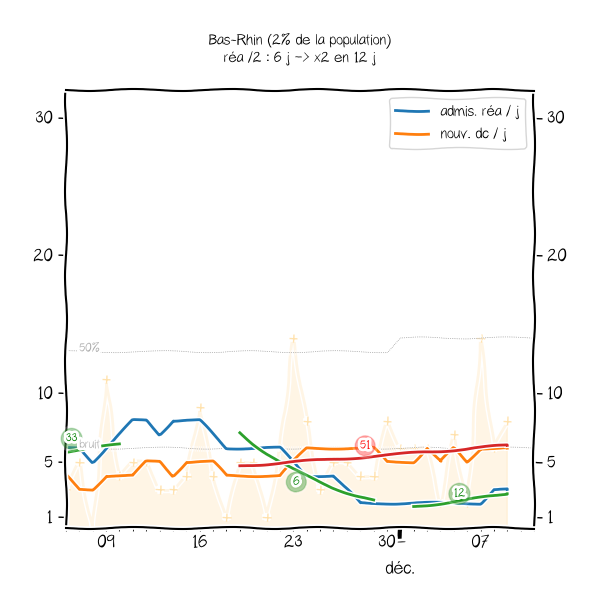 Bas-Rhin (2% de la population)
réa /2 : 6 j -> x2 en 12 j
admis. réa / j
nouv. dc / j
30 30
20 20
50%
10 10
33 bruit 51
5 5
6 12
1 1
09 16 23 30 07
déc.